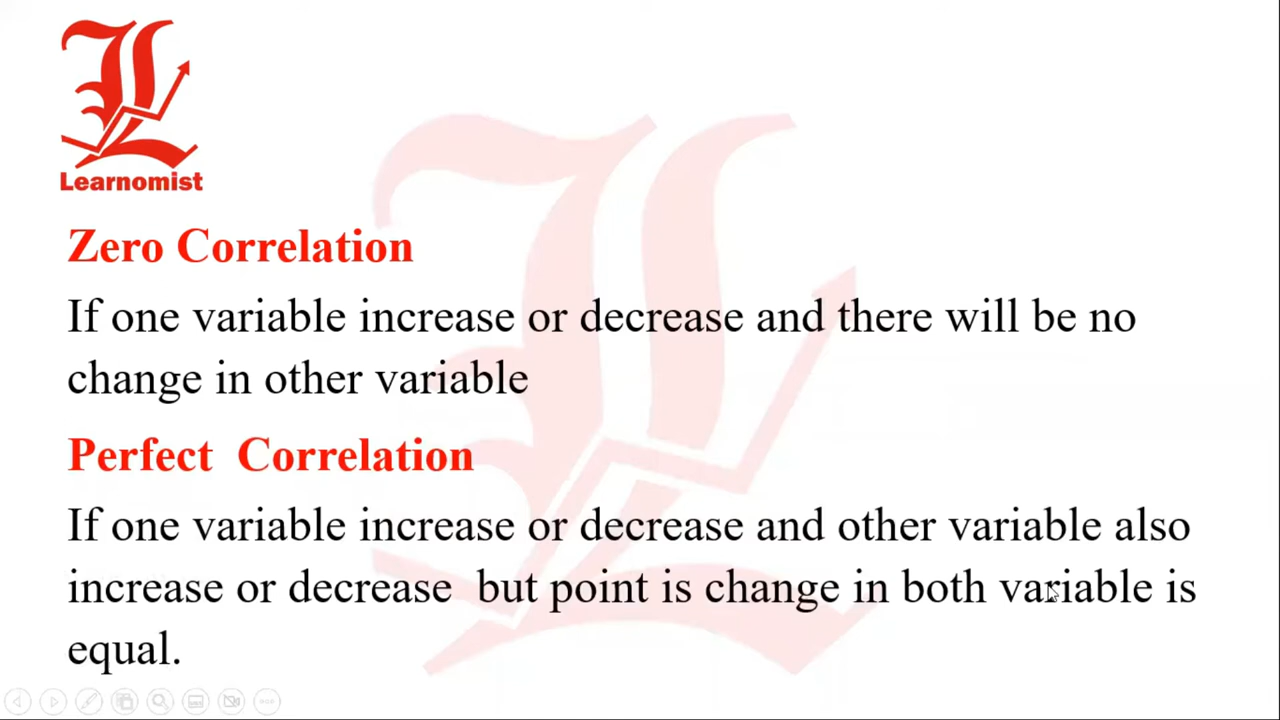 Learnomist
Zero Correlation
If one variable increase or decrease and there will be no
change in other variable
Perfect  Correlation
If one variable increase or decrease and other variable also
increase or decrease  but point is change in both variable is
equal.